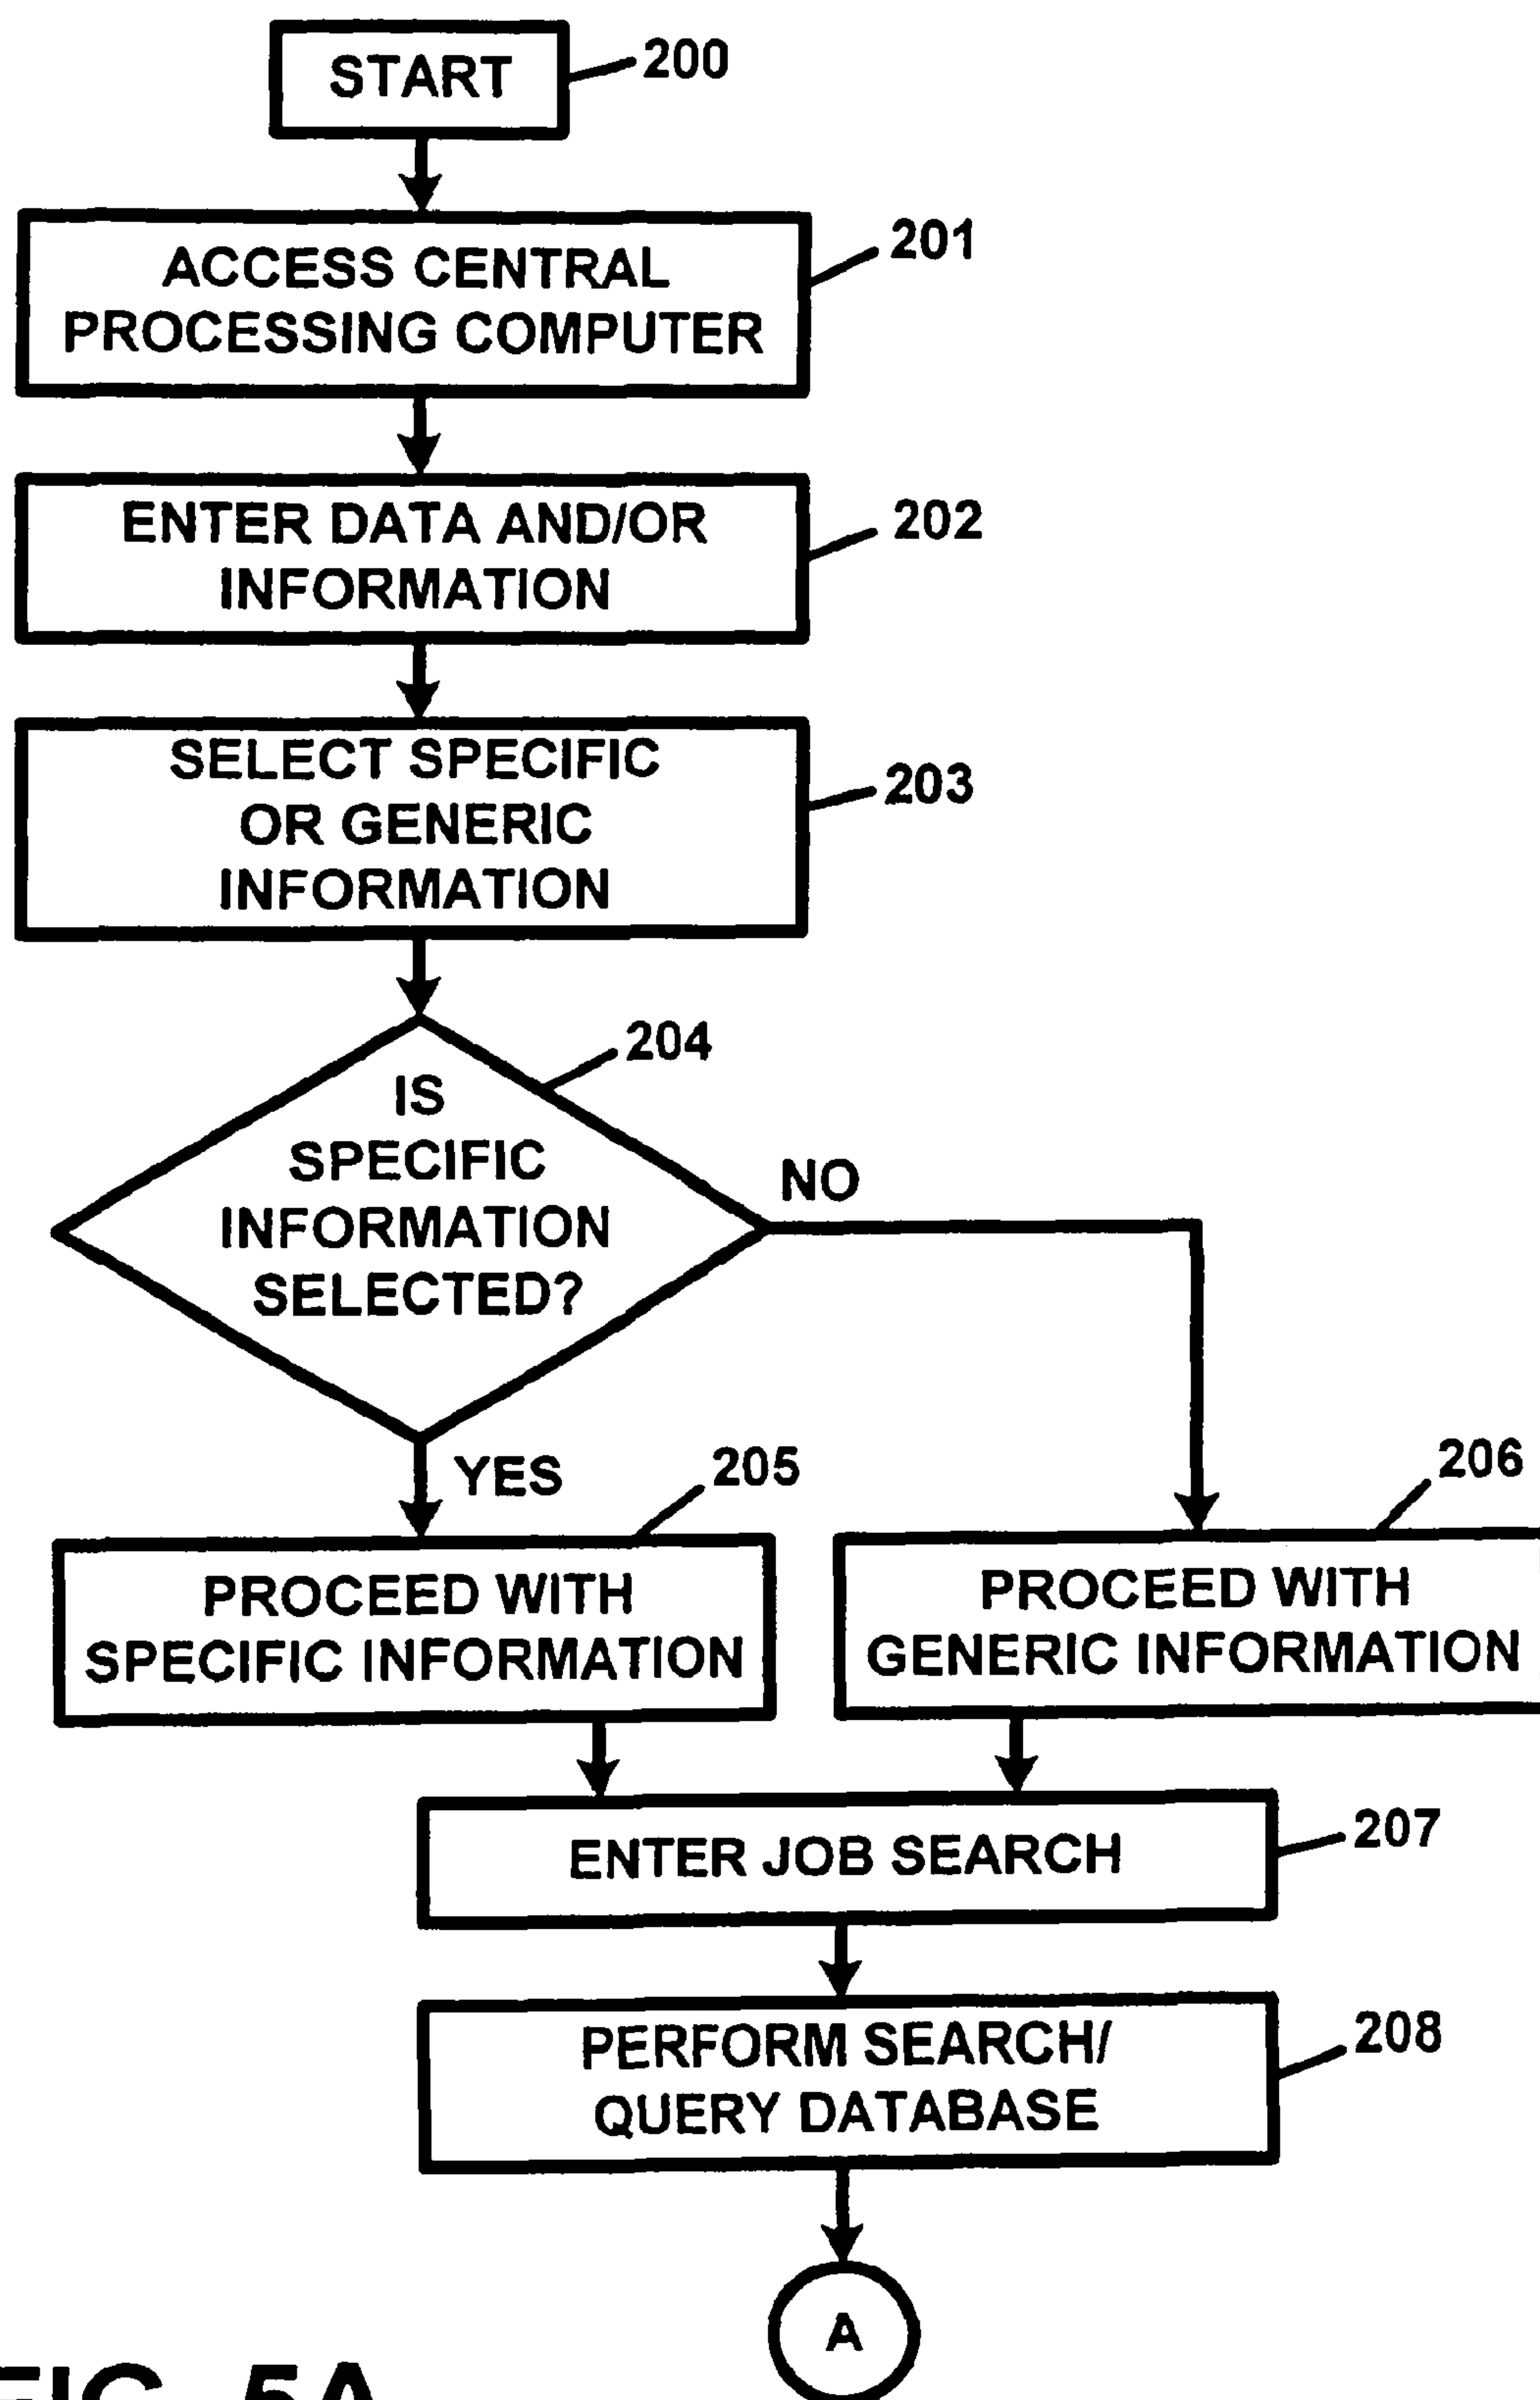 START
200
ACCESS CENTRAL
PROCESSING COMPUTER
201
ENTER DATA AND/OR
INFORMATION
202
SELECT SPECIFIC
OR GENERIC
INFORMATION
203
204
IS
SPECIFIC
INFORMATION
SELECTED?
NO
YES
205
206
PROCEED WITH
SPECIFIC INFORMATION
PROCEED WITH
GENERIC INFORMATION
ENTER JOB SEARCH
207
PERFORM SEARCH/
QUERY DATABASE
208
A
FIG. 5A